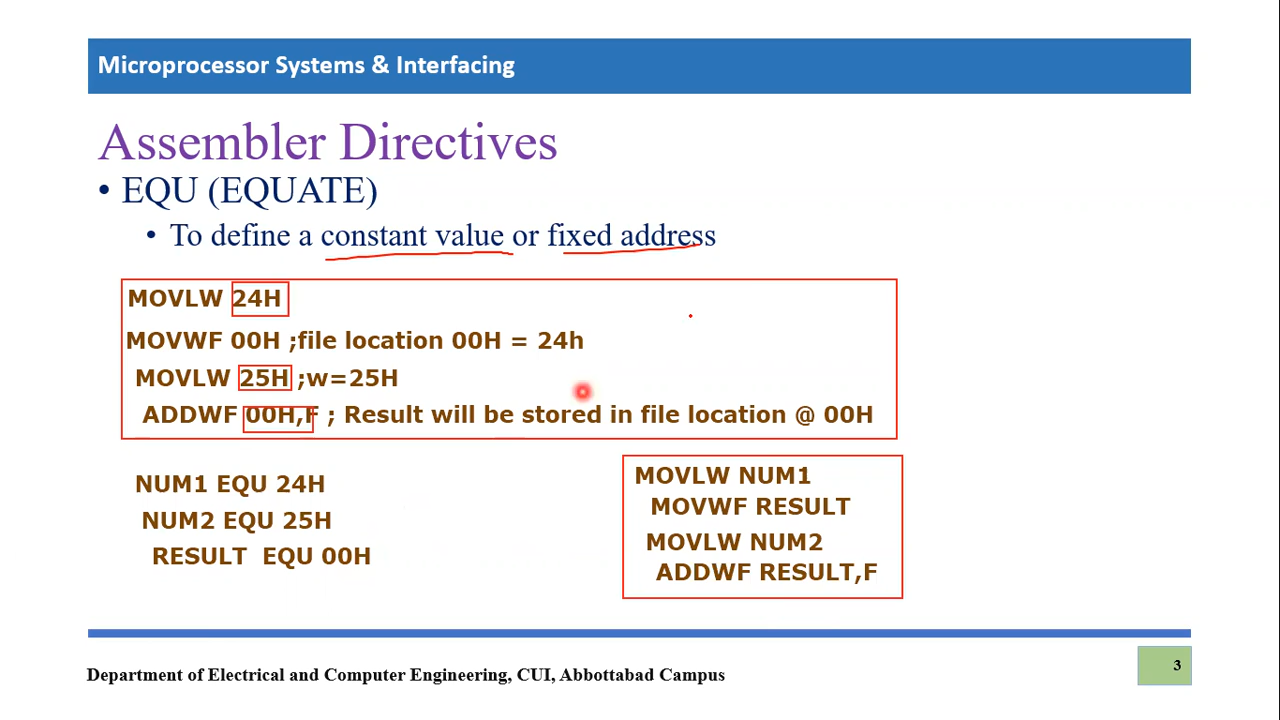 Microprocessor Systems & Interfacing
Assembler Directives
• EQU (EQUATE)
• To define a constant value or fixed address
MOVLW 24H
MOVWF 00H ;file location 00H = 24h
MOVLW 25H ;w=25H
ADDWF 00H,F ; Result will be stored in file location @ 00H
NUM1 EQU 24H
NUM2 EQU 25H
RESULT EQU 00H
MOVLW NUM1
MOVWF RESULT
MOVLW NUM2
ADDWF RESULT,F
Department of Electrical and Computer Engineering, CUI, Abbottabad Campus
3